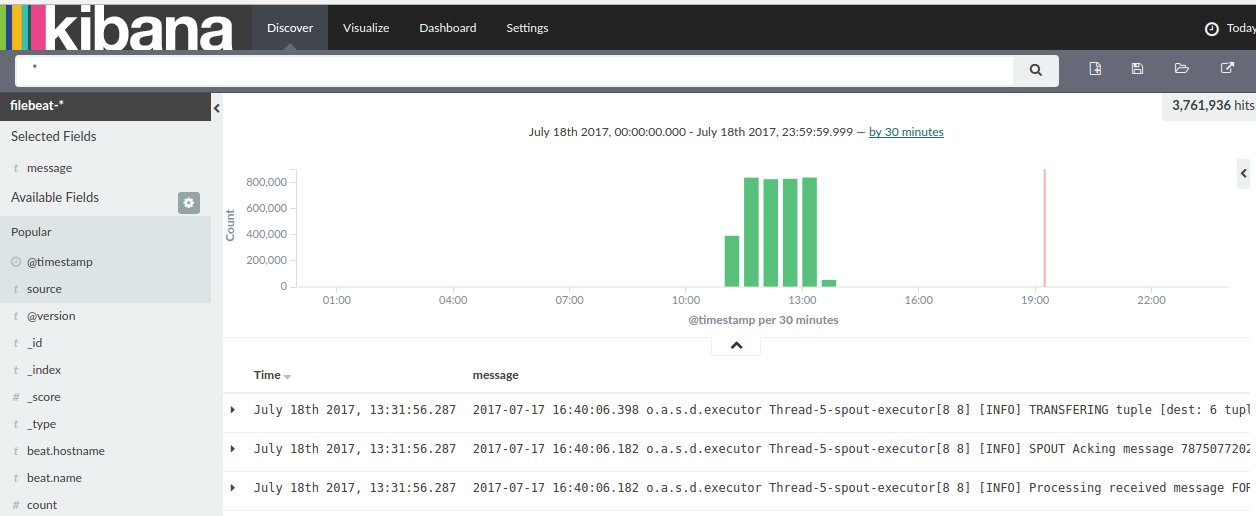 kibana Discover Visualize Dashboard Settings Today
*
filebeat-* 3,761,936 hits
Selected Fields
July 18th 2017, 00:00:00.000 - July 18th 2017, 23:59:59.999 — by 30 minutes
t message
Available Fields
Popular
@timestamp
t source
t @version
t _id
t _index
# _score
t _type
t beat.hostname
t beat.name
# count
Count
800,000
600,000
400,000
200,000
0
01:00 04:00 07:00 10:00 13:00 16:00 19:00 22:00
@timestamp per 30 minutes
Time message
July 18th 2017, 13:31:56.287 2017-07-17 16:40:06.398 o.a.s.d.executor Thread-5-spout-executor[8 8] [INFO] TRANSFERING tuple [dest: 6 tupl
July 18th 2017, 13:31:56.287 2017-07-17 16:40:06.182 o.a.s.d.executor Thread-5-spout-executor[8 8] [INFO] SPOUT Acking message 7875077202
July 18th 2017, 13:31:56.287 2017-07-17 16:40:06.182 o.a.s.d.executor Thread-5-spout-executor[8 8] [INFO] Processing received message FOR